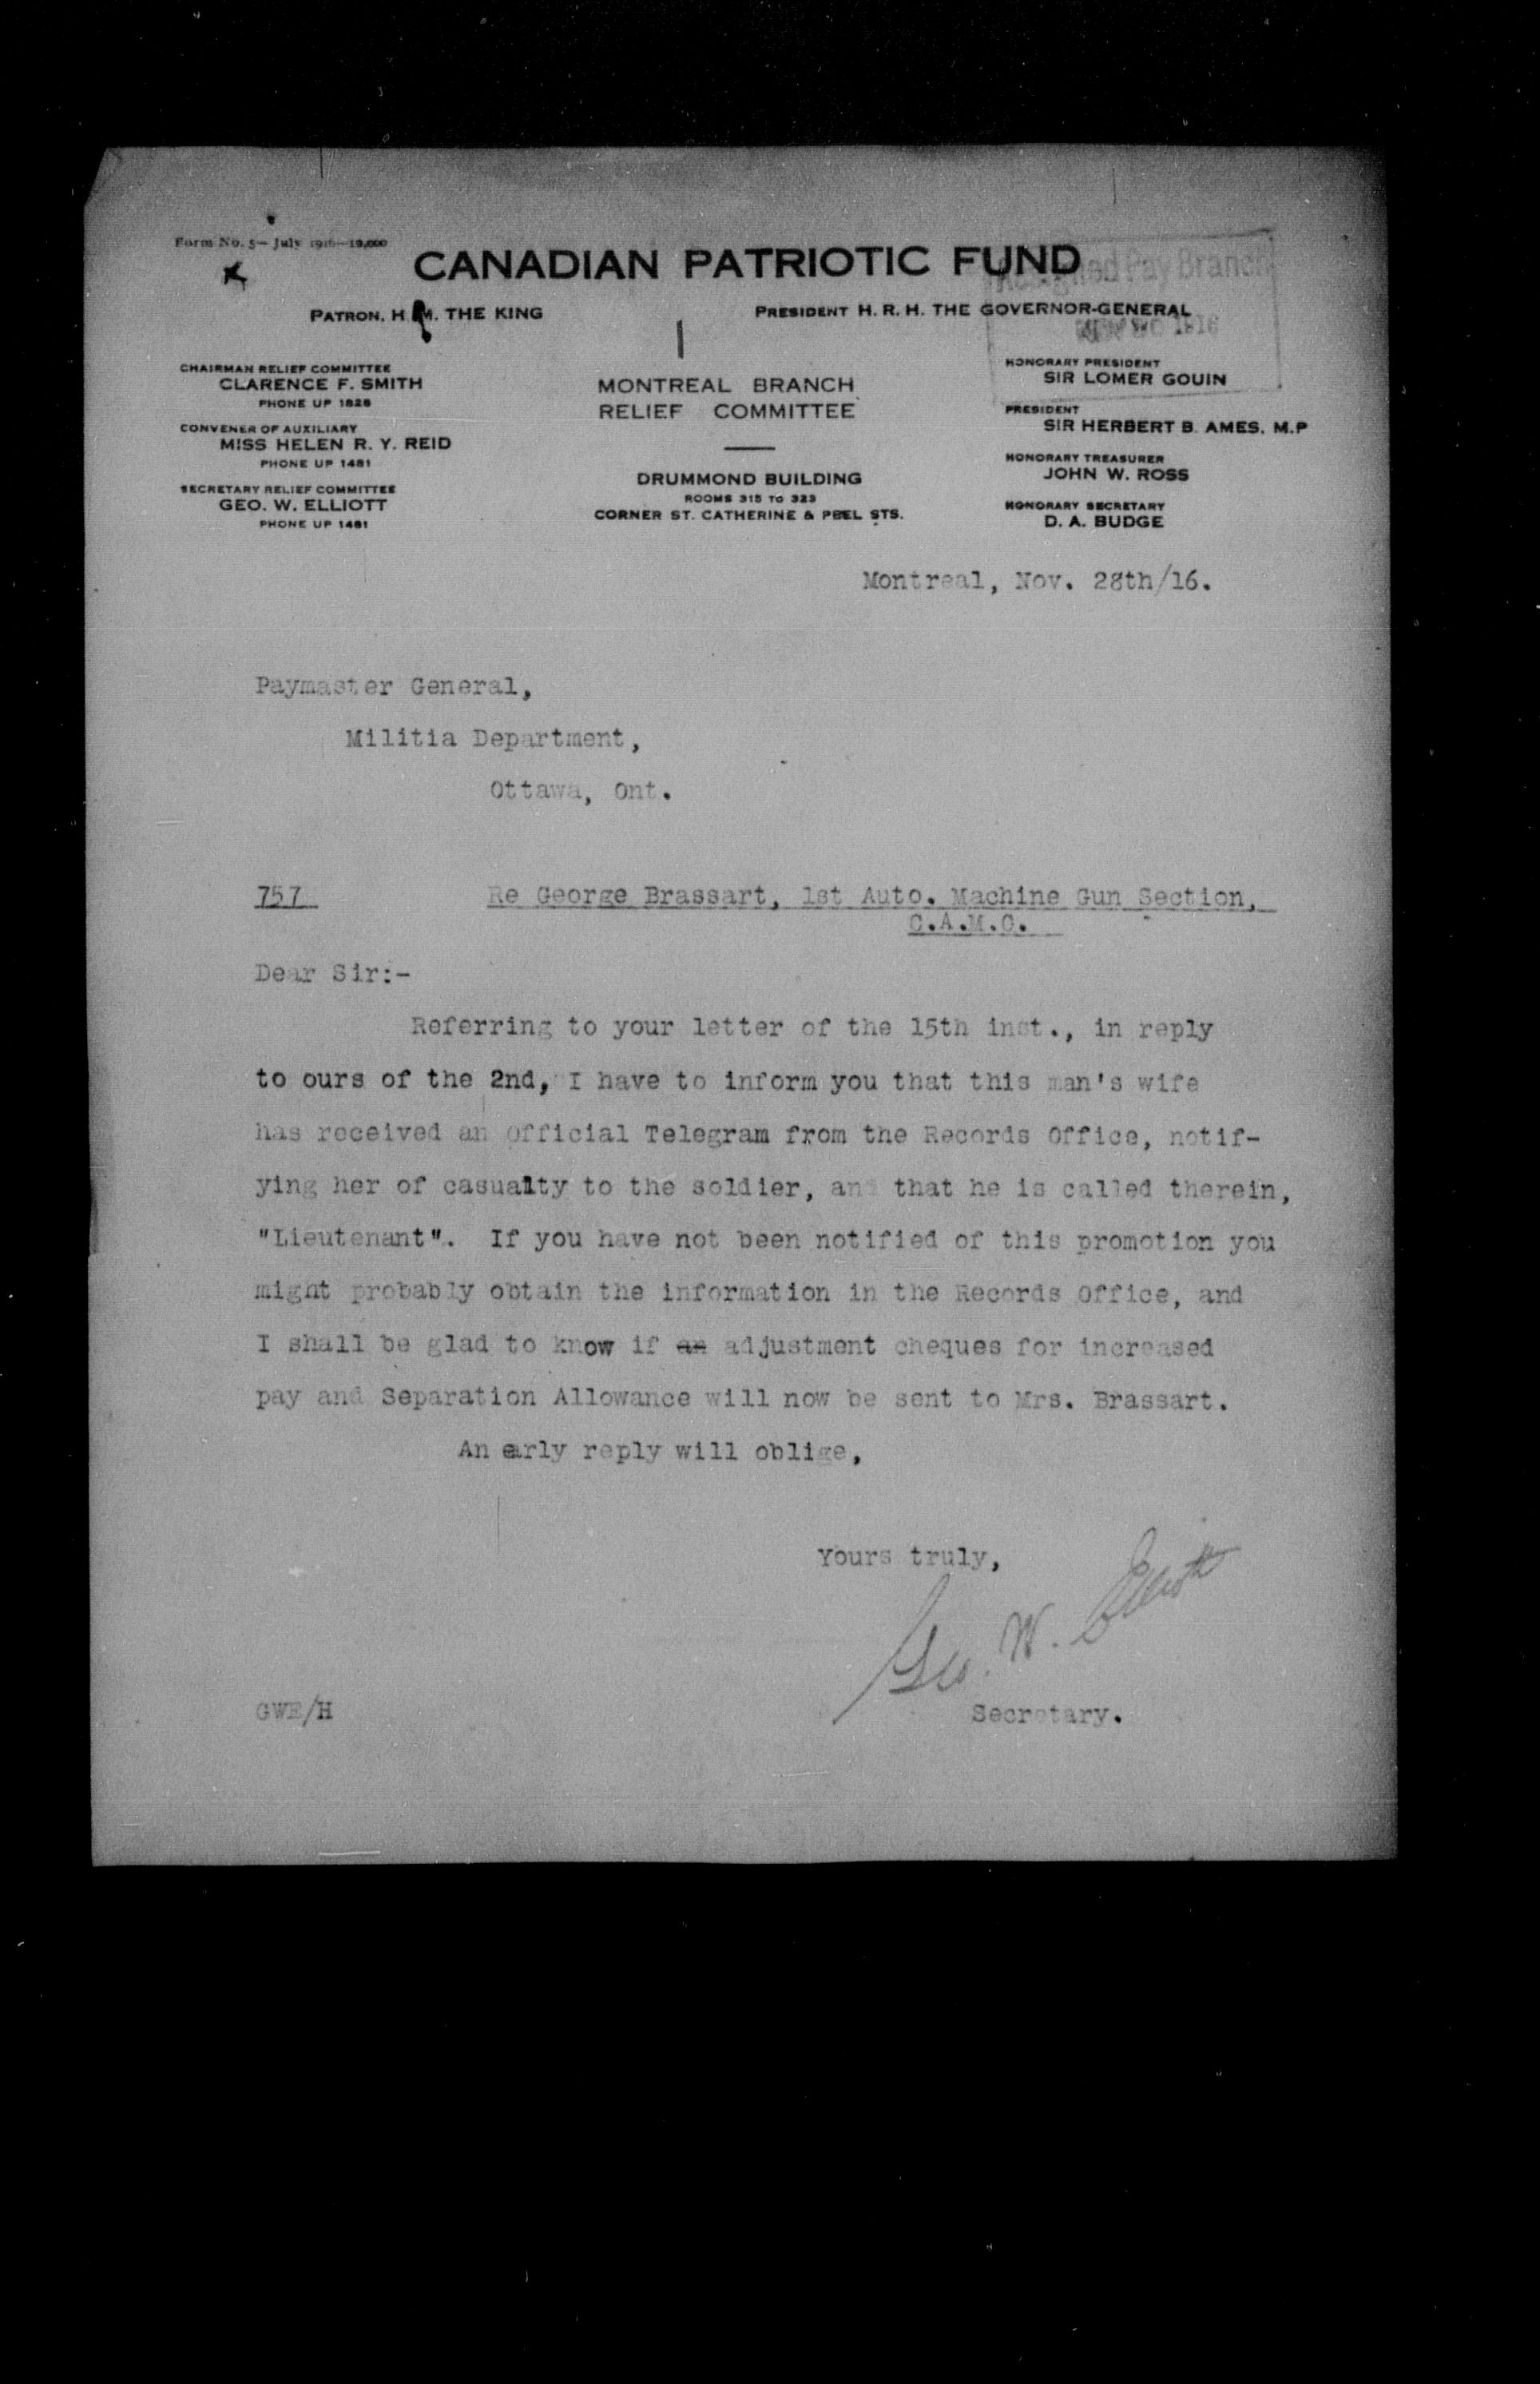 Form No. 5— July 1916—10,000
CANADIAN PATRIOTIC FUND
Assigned Pay Branch
PATRON, H. M. THE KING
PRESIDENT H. R. H. THE GOVERNOR-GENERAL
NOV 30 1916
CHAIRMAN RELIEF COMMITTEE
CLARENCE F. SMITH
PHONE UP 1828
CONVENER OF AUXILIARY
MISS HELEN R. Y. REID
PHONE UP 1481
SECRETARY RELIEF COMMITTEE
GEO. W. ELLIOTT
PHONE UP 1481
MONTREAL BRANCH
RELIEF COMMITTEE
DRUMMOND BUILDING
ROOMS 315 TO 323
CORNER ST. CATHERINE & PEEL STS.
HONORARY PRESIDENT
SIR LOMER GOUIN
PRESIDENT
SIR HERBERT B. AMES, M.P
HONORARY TREASURER
JOHN W. ROSS
HONORARY SECRETARY
D. A. BUDGE
Montreal, Nov. 28th/16.
Paymaster General,
Militia Department,
Ottawa, Ont.
757 Re George Brassart, 1st Auto. Machine Gun Section,
C.A.M.C.
Dear Sir:-
Referring to your letter of the 15th inst., in reply
to ours of the 2nd, I have to inform you that this man's wife
has received an Official Telegram from the Records Office, notif-
ying her of casualty to the soldier, and that he is called therein,
"Lieutenant". If you have not been notified of this promotion you
might probably obtain the information in the Records Office, and
I shall be glad to know if an adjustment cheques for increased
pay and Separation Allowance will now be sent to Mrs. Brassart.
An early reply will oblige,
Yours truly,
Geo. W. Elliott
GWE/H
Secretary.